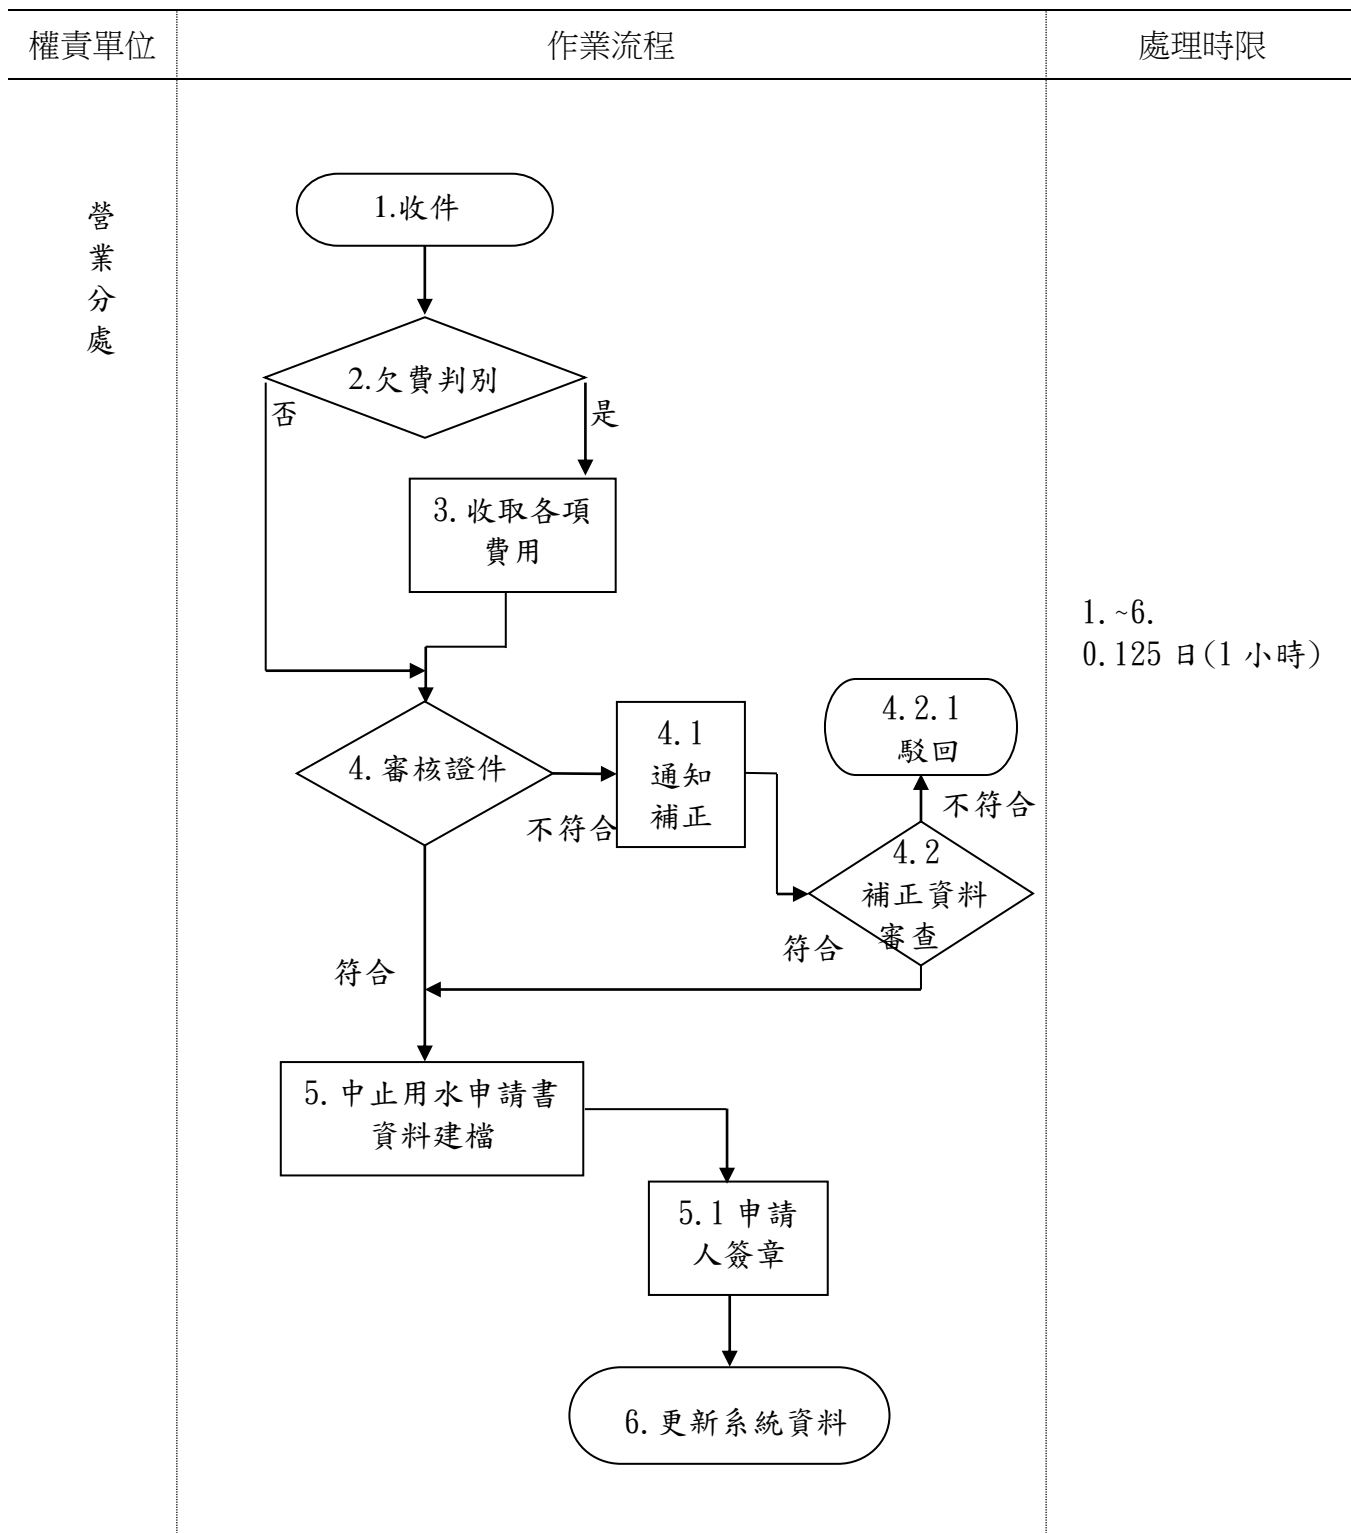 權責單位
作業流程
處理時限
營
業
分
處
1.收件
2.欠費判別
否
是
3.收取各項
費用
1.~6.
0.125 日(1 小時)
4.審核證件
不符合
4.1
通知
補正
4.2.1
駁回
不符合
4.2
補正資料
審查
符合
符合
5.中止用水申請書
資料建檔
5.1 申請
人簽章
6.更新系統資料